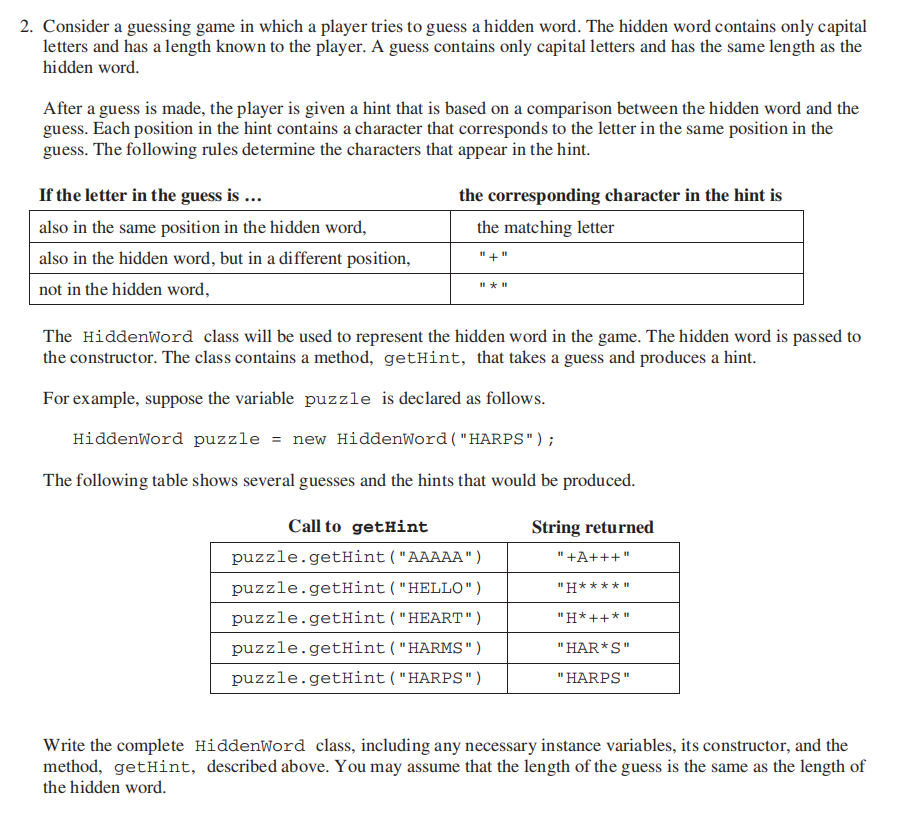 2. Consider a guessing game in which a player tries to guess a hidden word. The hidden word contains only capital
letters and has a length known to the player. A guess contains only capital letters and has the same length as the
hidden word.
After a guess is made, the player is given a hint that is based on a comparison between the hidden word and the
guess. Each position in the hint contains a character that corresponds to the letter in the same position in the
guess. The following rules determine the characters that appear in the hint.
If the letter in the guess is ... the corresponding character in the hint is
also in the same position in the hidden word, the matching letter
also in the hidden word, but in a different position, "+"
not in the hidden word, "*"
The HiddenWord class will be used to represent the hidden word in the game. The hidden word is passed to
the constructor. The class contains a method, getHint, that takes a guess and produces a hint.
For example, suppose the variable puzzle is declared as follows.
HiddenWord puzzle = new HiddenWord("HARPS");
The following table shows several guesses and the hints that would be produced.
Call to getHint String returned
puzzle.getHint("AAAAA") "+A+++"
puzzle.getHint("HELLO") "H****"
puzzle.getHint("HEART") "H*++*"
puzzle.getHint("HARMS") "HAR*S"
puzzle.getHint("HARPS") "HARPS"
Write the complete HiddenWord class, including any necessary instance variables, its constructor, and the
method, getHint, described above. You may assume that the length of the guess is the same as the length of
the hidden word.